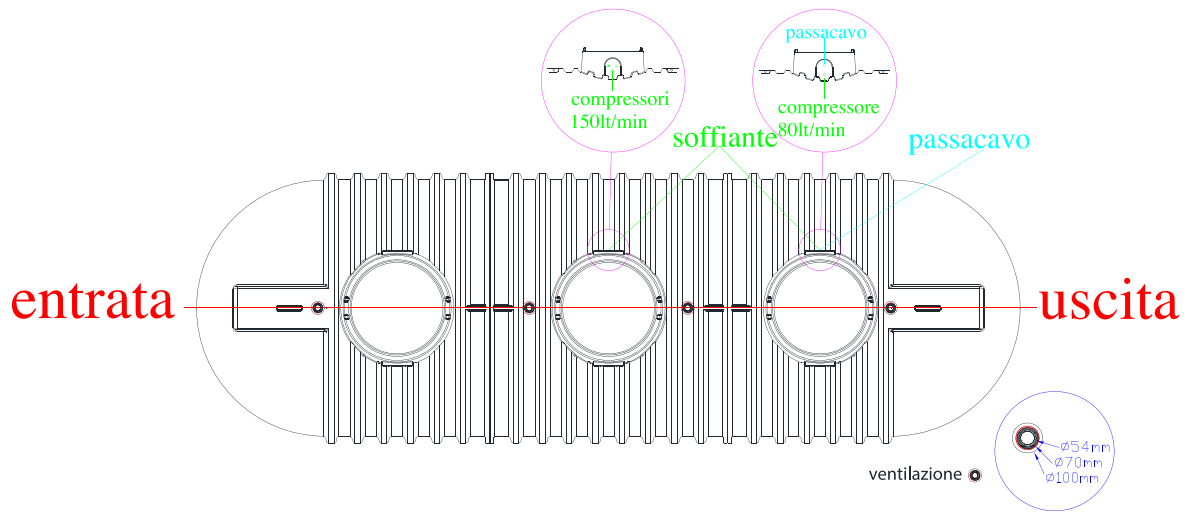 passacavo
compressori
150lt/min
compressore
80lt/min
soffiante
passacavo
entrata
uscita
Ø54mm
Ø70mm
Ø100mm
ventilazione